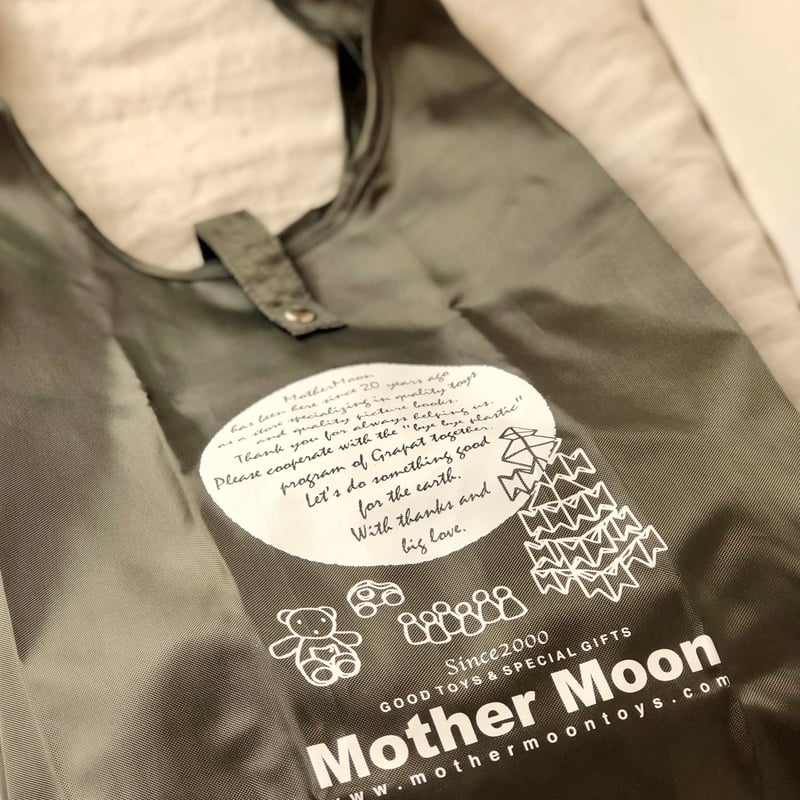 MotherMoon
has been here since 20 years ago
as a store specializing in quality toys
and quality picture books.
Thank you for always helping us.
Please cooperate with the "bye bye plastic"
program of Grapat together.
Let's do something good
for the earth.
With thanks and
big love.
Since2000
GOOD TOYS & SPECIAL GIFTS
Mother Moon
www.mothermoontoys.com